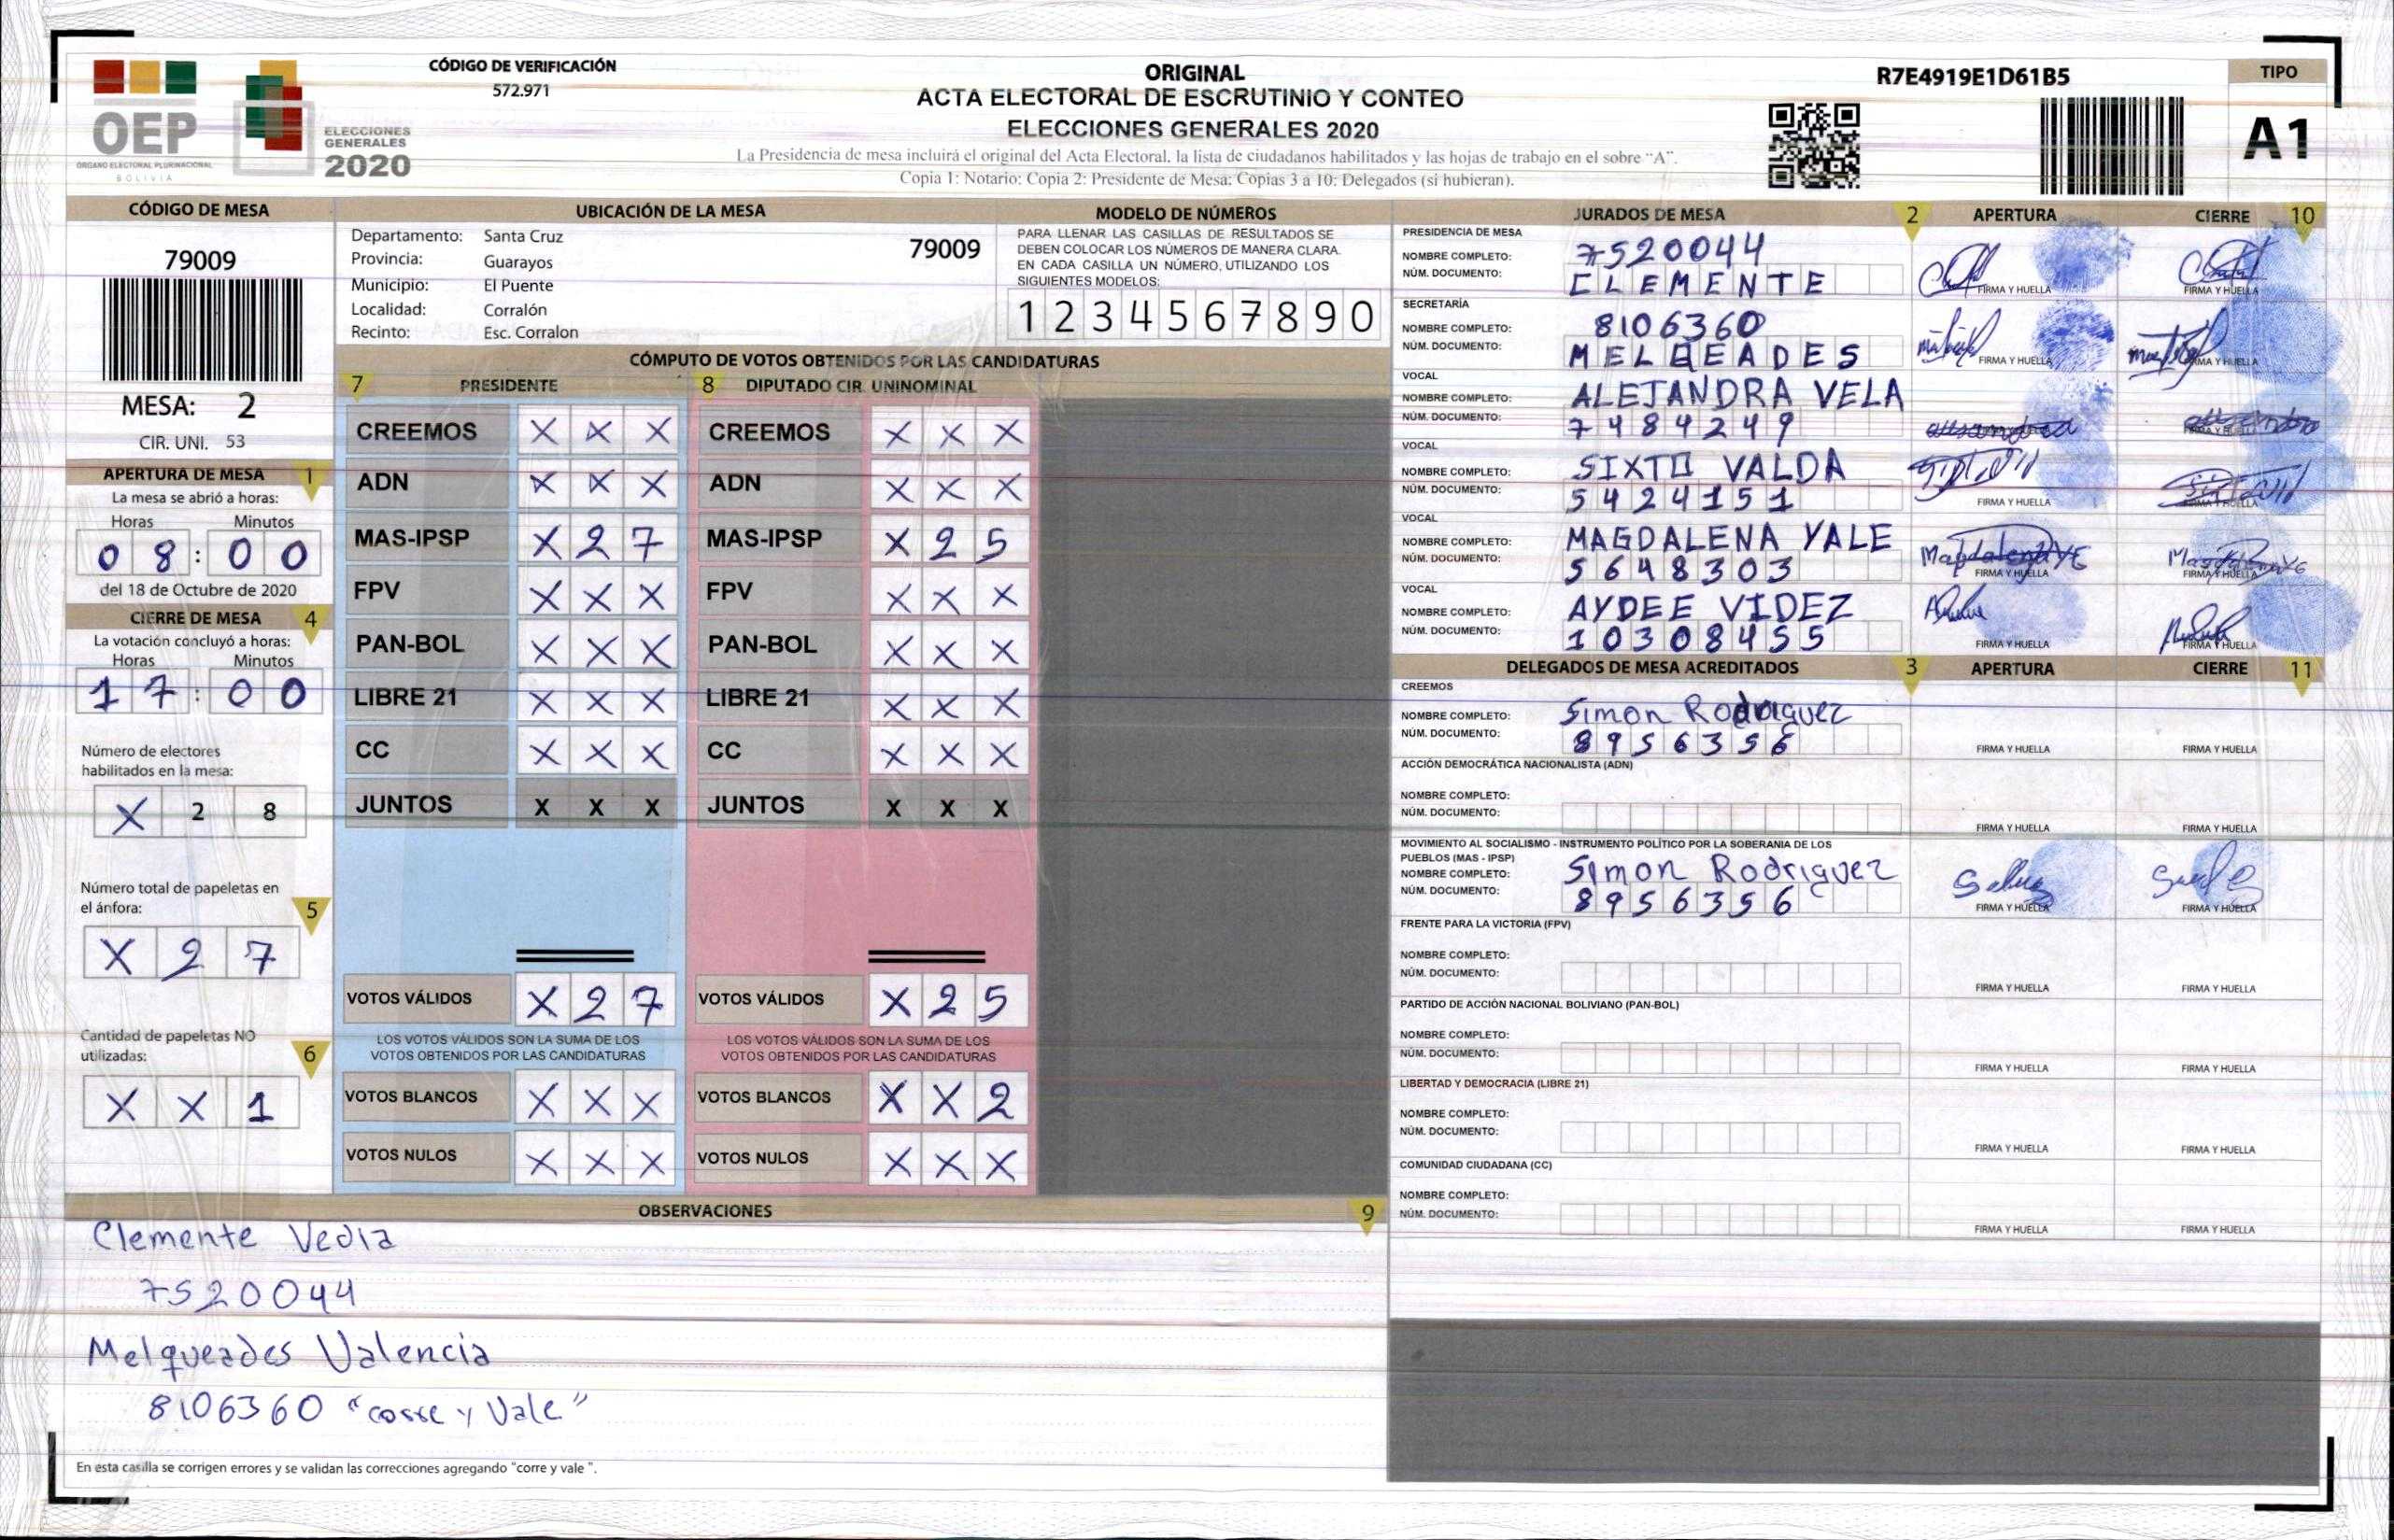 CÓDIGO DE VERIFICACIÓN
572.971
OEP
ÓRGANO ELECTORAL PLURINACIONAL
BOLIVIA
ELECCIONES
GENERALES
2020
ORIGINAL
ACTA ELECTORAL DE ESCRUTINIO Y CONTEO
ELECCIONES GENERALES 2020
La Presidencia de mesa incluirá el original del Acta Electoral, la lista de ciudadanos habilitados y las hojas de trabajo en el sobre "A".
Copia 1: Notario; Copia 2: Presidente de Mesa; Copias 3 a 10: Delegados (si hubieran).
R7E4919E1D61B5
TIPO
A1
CÓDIGO DE MESA
79009
MESA: 2
CIR. UNI. 53
APERTURA DE MESA 1
La mesa se abrió a horas:
Horas Minutos
0 8 : 0 0
del 18 de Octubre de 2020
CIERRE DE MESA 4
La votación concluyó a horas:
Horas Minutos
1 7 : 0 0
Número de electores
habilitados en la mesa:
X 2 8
Número total de papeletas en
el ánfora: 5
X 2 7
Cantidad de papeletas NO
utilizadas: 6
X X 1
UBICACIÓN DE LA MESA
Departamento: Santa Cruz
Provincia: Guarayos
Municipio: El Puente
Localidad: Corralón
Recinto: Esc. Corralon
79009
MODELO DE NÚMEROS
PARA LLENAR LAS CASILLAS DE RESULTADOS SE
DEBEN COLOCAR LOS NÚMEROS DE MANERA CLARA.
EN CADA CASILLA UN NÚMERO, UTILIZANDO LOS
SIGUIENTES MODELOS:
1 2 3 4 5 6 7 8 9 0
CÓMPUTO DE VOTOS OBTENIDOS POR LAS CANDIDATURAS
7 PRESIDENTE 8 DIPUTADO CIR. UNINOMINAL
CREEMOS X X X CREEMOS X X X
ADN X X X ADN X X X
MAS-IPSP X 2 7 MAS-IPSP X 2 5
FPV X X X FPV X X X
PAN-BOL X X X PAN-BOL X X X
LIBRE 21 X X X LIBRE 21 X X X
CC X X X CC X X X
JUNTOS X X X JUNTOS X X X
VOTOS VÁLIDOS X 2 7 VOTOS VÁLIDOS X 2 5
LOS VOTOS VÁLIDOS SON LA SUMA DE LOS LOS VOTOS VÁLIDOS SON LA SUMA DE LOS
VOTOS OBTENIDOS POR LAS CANDIDATURAS VOTOS OBTENIDOS POR LAS CANDIDATURAS
VOTOS BLANCOS X X X VOTOS BLANCOS X X 2
VOTOS NULOS X X X VOTOS NULOS X X X
OBSERVACIONES 9
Clemente Vedia
7520044
Melqueades Valencia
8106360 "corre y Vale"
En esta casilla se corrigen errores y se validan las correcciones agregando "corre y vale ".
JURADOS DE MESA 2 APERTURA CIERRE 10
PRESIDENCIA DE MESA
NOMBRE COMPLETO: 7520044
NÚM. DOCUMENTO: CLEMENTE FIRMA Y HUELLA FIRMA Y HUELLA
SECRETARÍA
NOMBRE COMPLETO: 8106360
NÚM. DOCUMENTO: MELQEADES FIRMA Y HUELLA FIRMA Y HUELLA
VOCAL
NOMBRE COMPLETO: ALEJANDRA VELA
NÚM. DOCUMENTO: 7484249
VOCAL
NOMBRE COMPLETO: SIXTO VALDA
NÚM. DOCUMENTO: 5424151 FIRMA Y HUELLA FIRMA Y HUELLA
VOCAL
NOMBRE COMPLETO: MAGDALENA YALE
NÚM. DOCUMENTO: 5648303 FIRMA Y HUELLA FIRMA Y HUELLA
VOCAL
NOMBRE COMPLETO: AYDEE VIDEZ
NÚM. DOCUMENTO: 10308455 FIRMA Y HUELLA FIRMA Y HUELLA
DELEGADOS DE MESA ACREDITADOS 3 APERTURA CIERRE 11
CREEMOS
NOMBRE COMPLETO: Simon Rodriguez
NÚM. DOCUMENTO: 8956356 FIRMA Y HUELLA FIRMA Y HUELLA
ACCIÓN DEMOCRÁTICA NACIONALISTA (ADN)
NOMBRE COMPLETO:
NÚM. DOCUMENTO: FIRMA Y HUELLA FIRMA Y HUELLA
MOVIMIENTO AL SOCIALISMO - INSTRUMENTO POLÍTICO POR LA SOBERANIA DE LOS
PUEBLOS (MAS - IPSP)
NOMBRE COMPLETO: Simon Rodriguez
NÚM. DOCUMENTO: 8956356 FIRMA Y HUELLA FIRMA Y HUELLA
FRENTE PARA LA VICTORIA (FPV)
NOMBRE COMPLETO:
NÚM. DOCUMENTO: FIRMA Y HUELLA FIRMA Y HUELLA
PARTIDO DE ACCIÓN NACIONAL BOLIVIANO (PAN-BOL)
NOMBRE COMPLETO:
NÚM. DOCUMENTO: FIRMA Y HUELLA FIRMA Y HUELLA
LIBERTAD Y DEMOCRACIA (LIBRE 21)
NOMBRE COMPLETO:
NÚM. DOCUMENTO: FIRMA Y HUELLA FIRMA Y HUELLA
COMUNIDAD CIUDADANA (CC)
NOMBRE COMPLETO:
NÚM. DOCUMENTO: FIRMA Y HUELLA FIRMA Y HUELLA